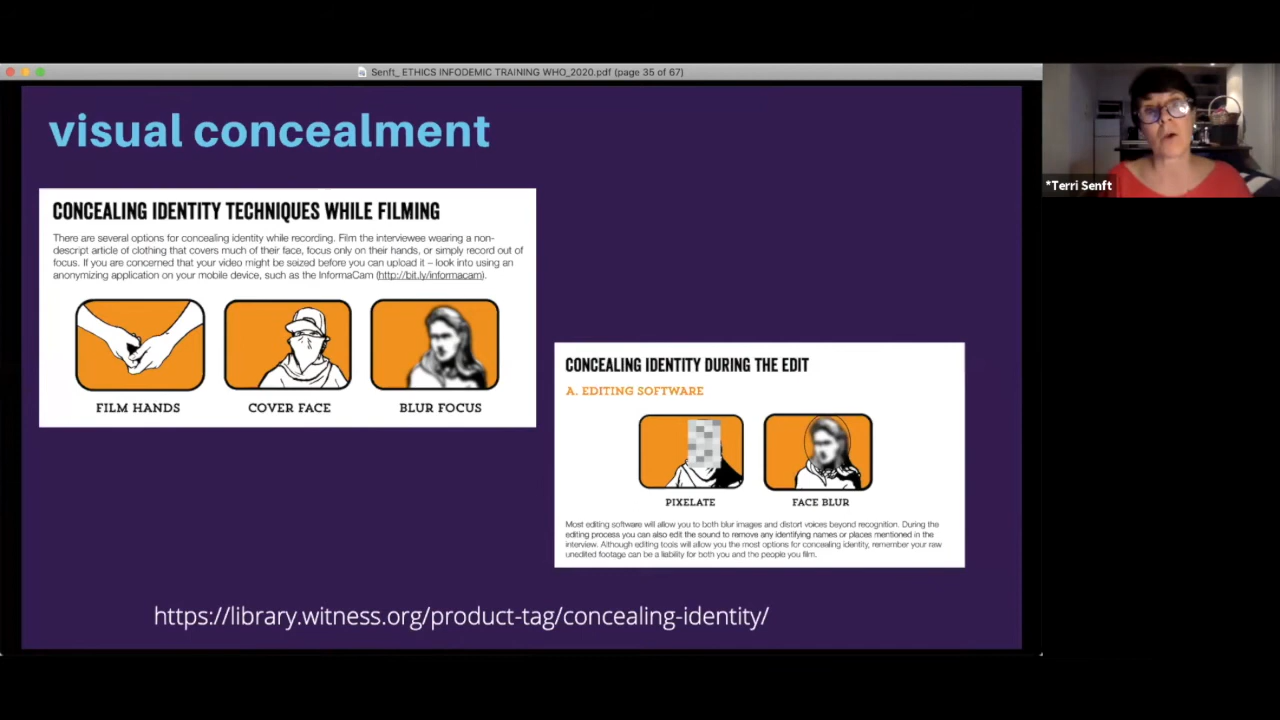 Senft_ ETHICS INFODEMIC TRAINING WHO_2020.pdf (page 35 of 67)
visual concealment
CONCEALING IDENTITY TECHNIQUES WHILE FILMING
There are several options for concealing identity while recording. Film the interviewee wearing a non-
descript article of clothing that covers much of their face, focus only on their hands, or simply record out of
focus. If you are concerned that your video might be seized before you can upload it – look into using an
anonymizing application on your mobile device, such as the InformaCam (http://bit.ly/informacam).
FILM HANDS
COVER FACE
BLUR FOCUS
CONCEALING IDENTITY DURING THE EDIT
A. EDITING SOFTWARE
PIXELATE
FACE BLUR
Most editing software will allow you to both blur images and distort voices beyond recognition. During the
editing process you can also edit the sound to remove any identifying names or places mentioned in the
interview. Although editing tools will allow you the most options for concealing identity, remember your raw
unedited footage can be a liability for both you and the people you film.
https://library.witness.org/product-tag/concealing-identity/
*Terri Senft